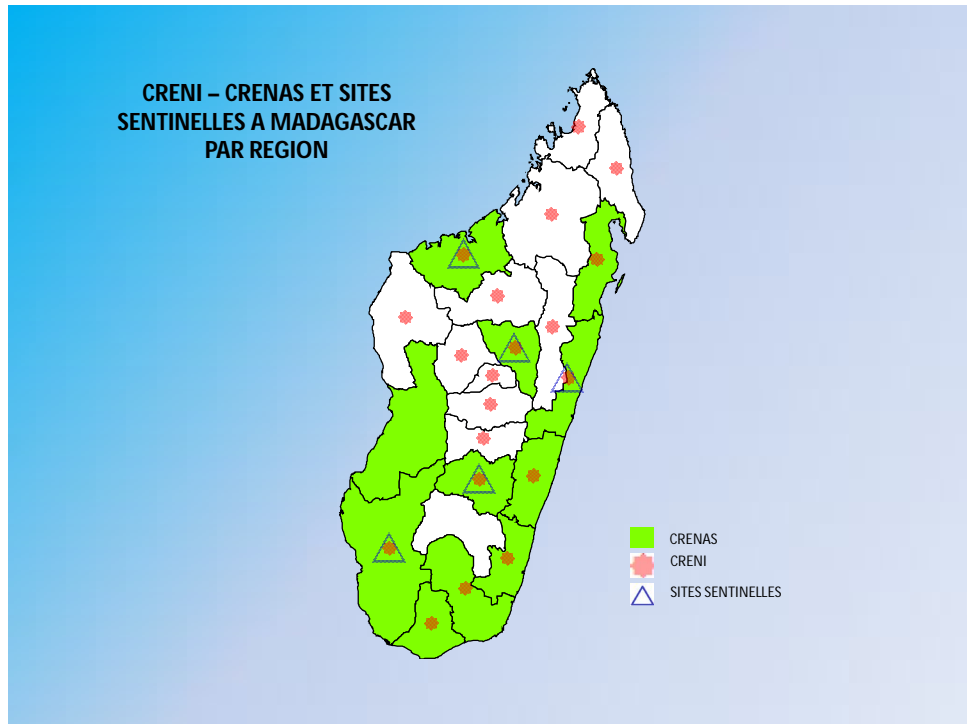 CRENI – CRENAS ET SITES
SENTINELLES A MADAGASCAR
PAR REGION
CRENAS
CRENI
SITES SENTINELLES